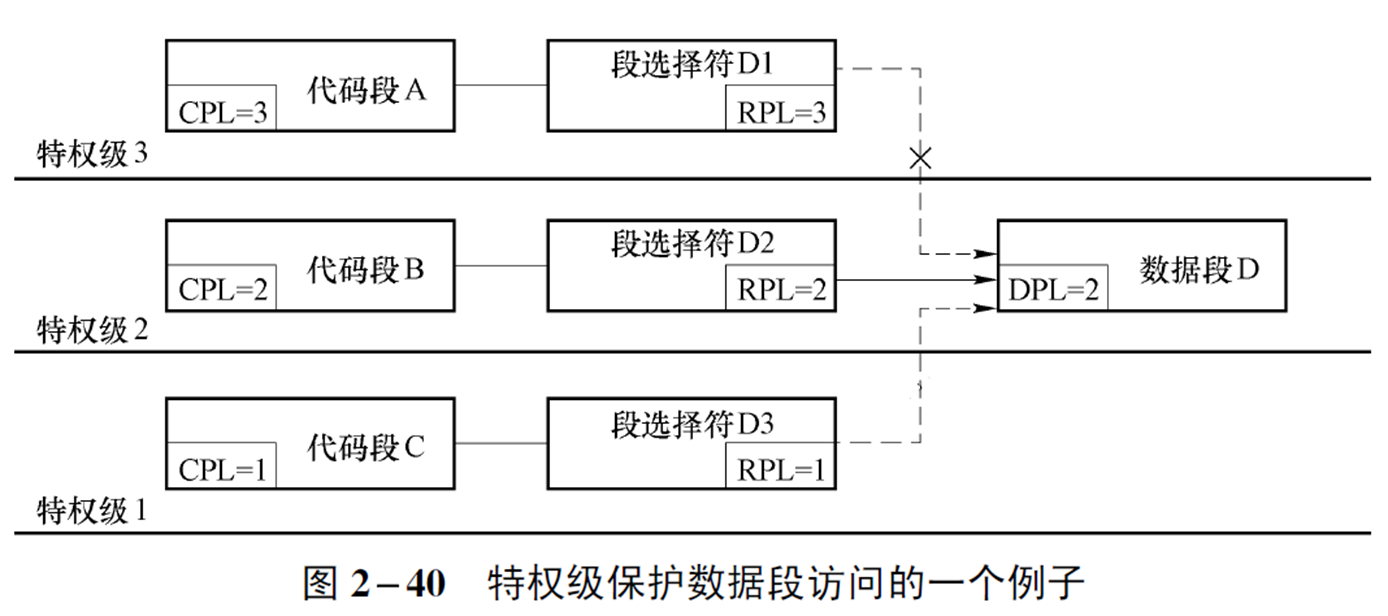 代码段A
CPL=3
段选择符D1
RPL=3
特权级3
代码段B
CPL=2
段选择符D2
RPL=2
数据段D
DPL=2
特权级2
代码段C
CPL=1
段选择符D3
RPL=1
特权级1
图 2-40 特权级保护数据段访问的一个例子